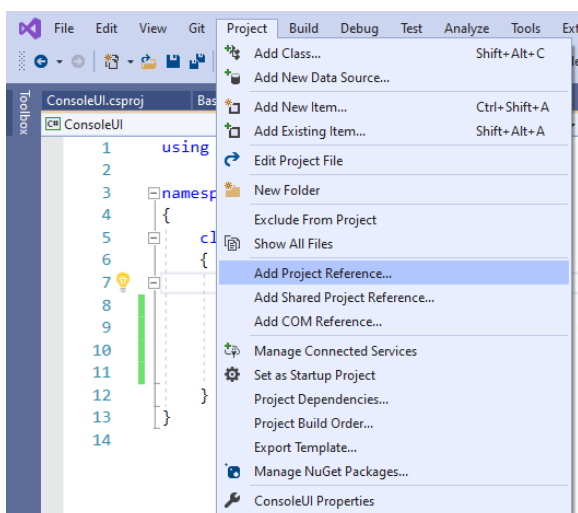 File Edit View Git Project Build Debug Test Analyze Tools Ext
Add Class... Shift+Alt+C
Add New Data Source...
Toolbox
ConsoleUI.csproj Bas
Add New Item... Ctrl+Shift+A
C# ConsoleUI
Add Existing Item... Shift+Alt+A
1 using
Edit Project File
2
3 namesp
New Folder
4 {
Exclude From Project
5 cl
Show All Files
6 {
Add Project Reference...
7
Add Shared Project Reference...
8
Add COM Reference...
9
10
Manage Connected Services
11
Set as Startup Project
12 }
Project Dependencies...
13 }
Project Build Order...
14
Export Template...
Manage NuGet Packages...
ConsoleUI Properties